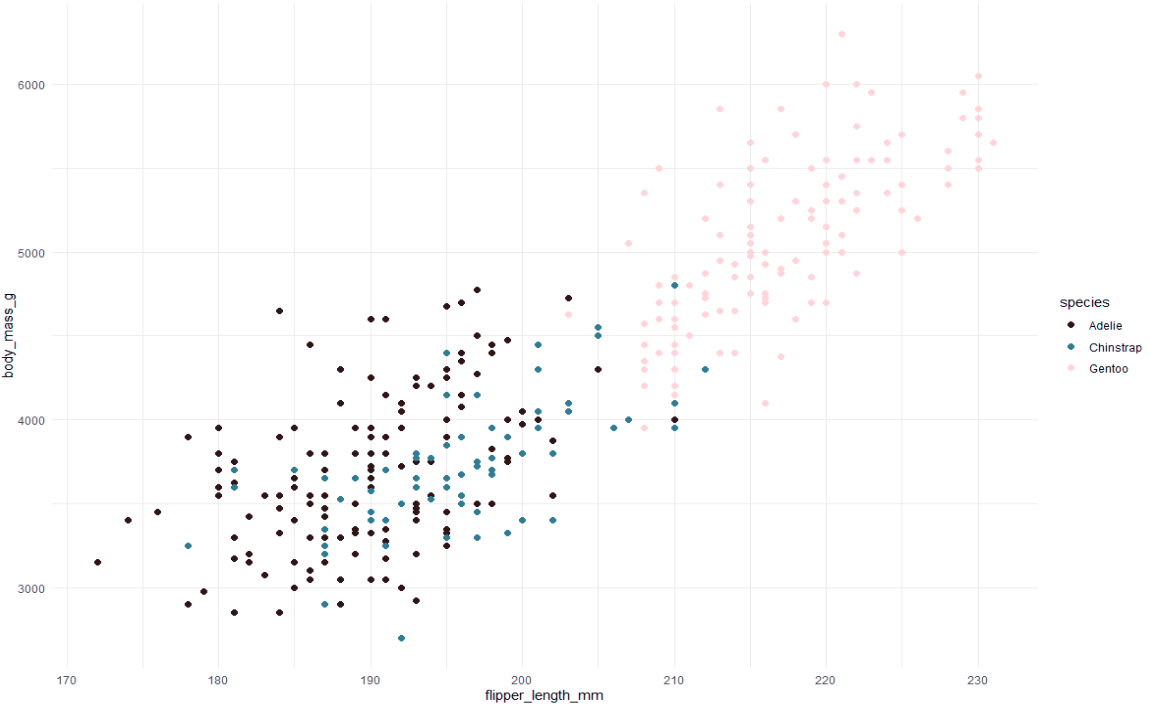 6000
5000
4000
3000
body_mass_g
170 180 190 200 210 220 230
flipper_length_mm
species
Adelie
Chinstrap
Gentoo